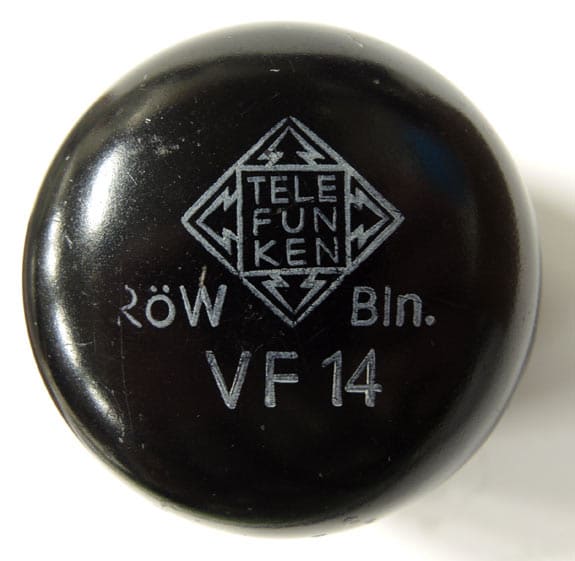 TELE
FUN
KEN
RöW Bln.
VF 14